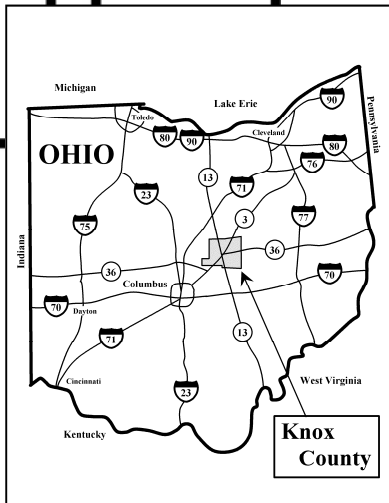 Michigan
Lake Erie
90
Pennsylvania
Toledo
80
90
Cleveland
80
OHIO
76
13
71
23
3
77
75
36
Indiana
36
70
Columbus
70
Dayton
71
13
Cincinnati
23
West Virginia
Kentucky
Knox
County